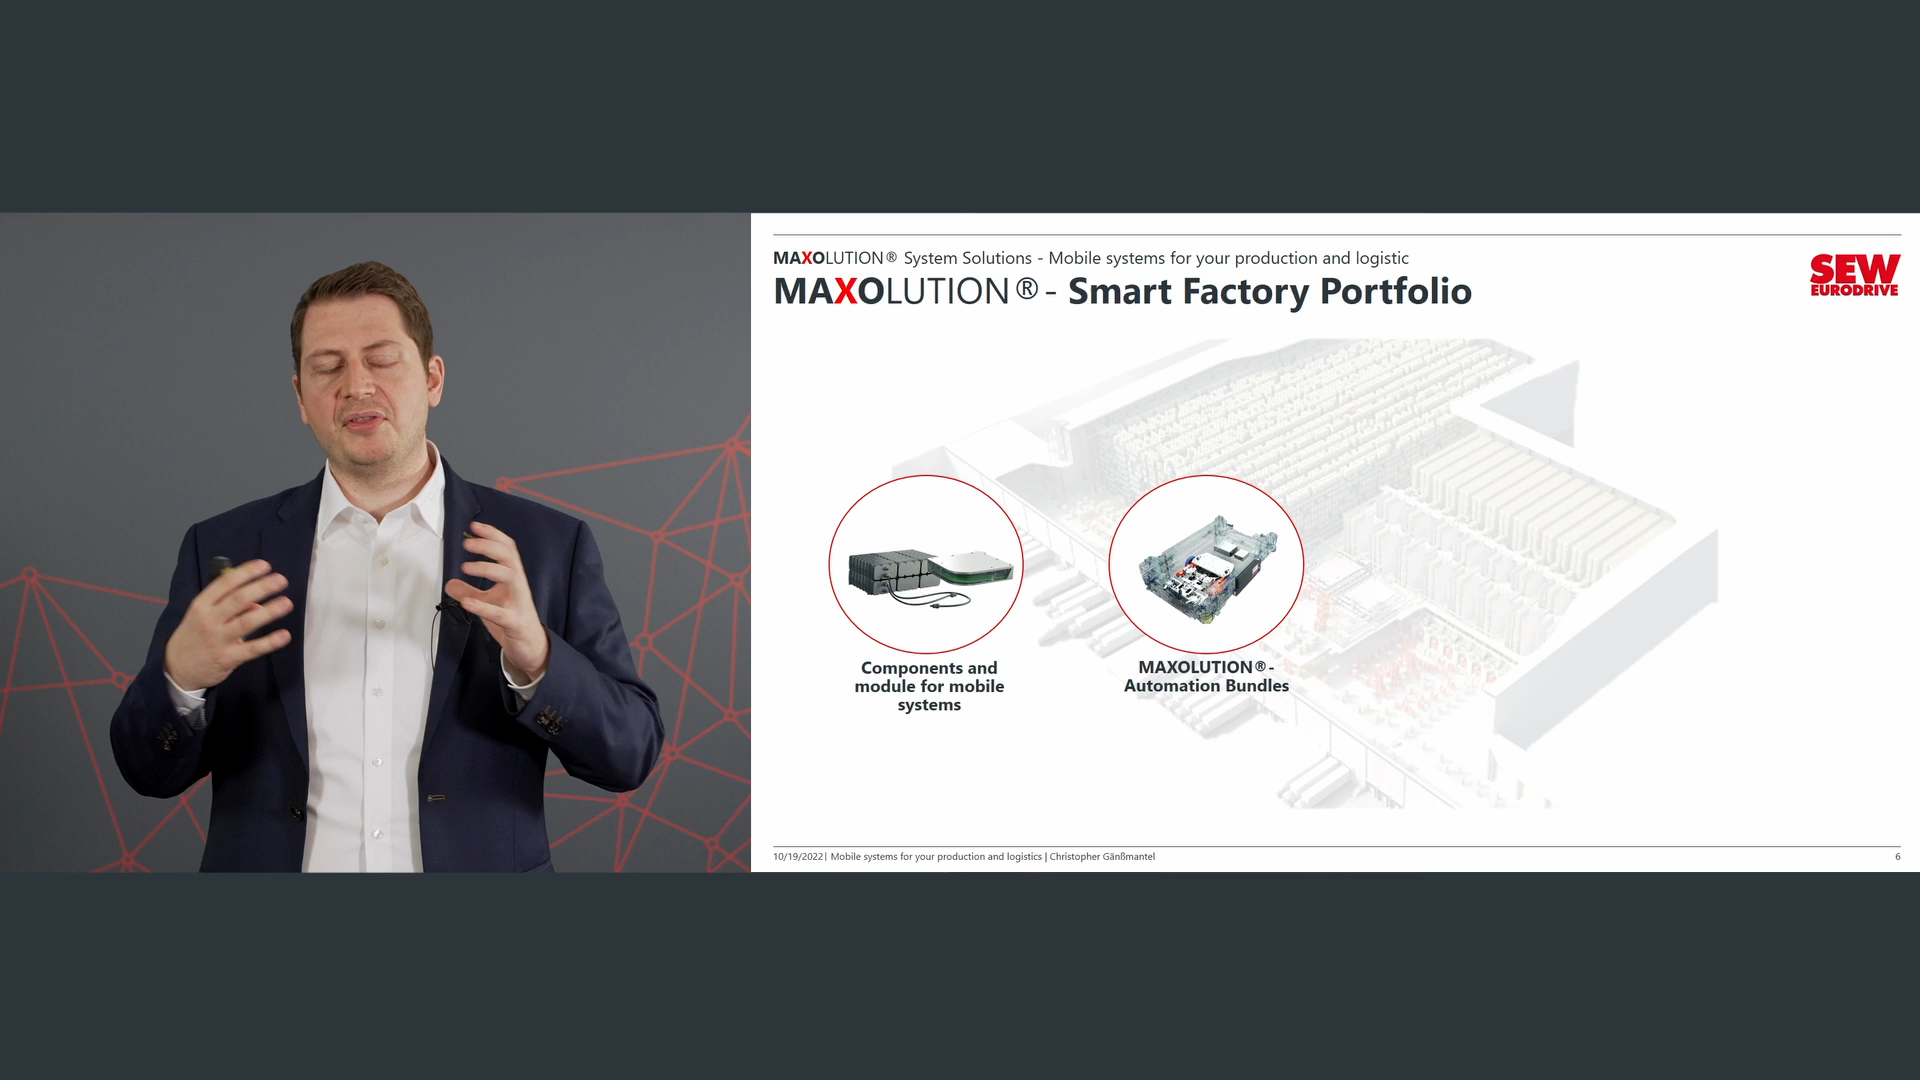 MAXOLUTION® System Solutions - Mobile systems for your production and logistic
MAXOLUTION® - Smart Factory Portfolio
SEW
EURODRIVE
Components and
module for mobile
systems
MAXOLUTION® -
Automation Bundles
10/19/2022 | Mobile systems for your production and logistics | Christopher Gänßmantel
6